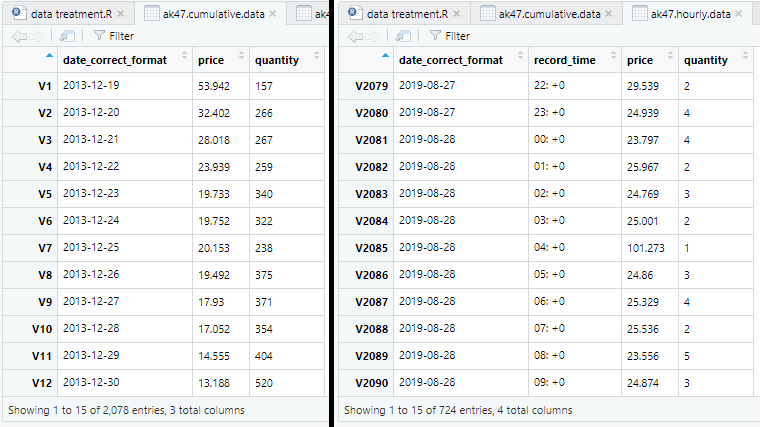 data treatment.R ak47.cumulative.data ak4
Filter
date_correct_format price quantity
V1 2013-12-19 53.942 157
V2 2013-12-20 32.402 266
V3 2013-12-21 28.018 267
V4 2013-12-22 23.939 259
V5 2013-12-23 19.733 340
V6 2013-12-24 19.752 322
V7 2013-12-25 20.153 238
V8 2013-12-26 19.492 375
V9 2013-12-27 17.93 371
V10 2013-12-28 17.052 354
V11 2013-12-29 14.555 404
V12 2013-12-30 13.188 520
Showing 1 to 15 of 2,078 entries, 3 total columns
data treatment.R ak47.cumulative.data ak47.hourly.data
Filter
date_correct_format record_time price quantity
V2079 2019-08-27 22: +0 29.539 2
V2080 2019-08-27 23: +0 24.939 4
V2081 2019-08-28 00: +0 23.797 4
V2082 2019-08-28 01: +0 25.967 2
V2083 2019-08-28 02: +0 24.769 3
V2084 2019-08-28 03: +0 25.001 2
V2085 2019-08-28 04: +0 101.273 1
V2086 2019-08-28 05: +0 24.86 3
V2087 2019-08-28 06: +0 25.329 4
V2088 2019-08-28 07: +0 25.536 2
V2089 2019-08-28 08: +0 23.556 5
V2090 2019-08-28 09: +0 24.874 3
Showing 1 to 15 of 724 entries, 4 total columns